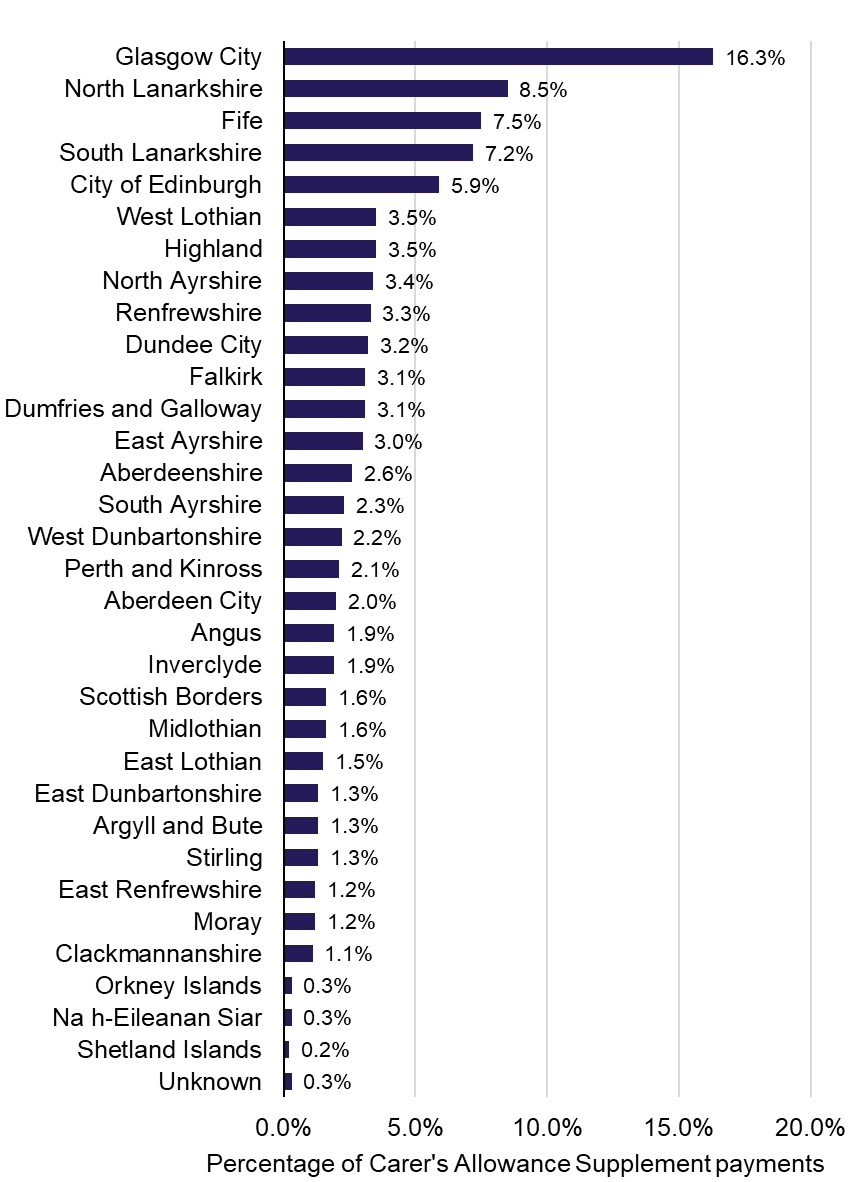 Glasgow City 16.3%
North Lanarkshire 8.5%
Fife 7.5%
South Lanarkshire 7.2%
City of Edinburgh 5.9%
West Lothian 3.5%
Highland 3.5%
North Ayrshire 3.4%
Renfrewshire 3.3%
Dundee City 3.2%
Falkirk 3.1%
Dumfries and Galloway 3.1%
East Ayrshire 3.0%
Aberdeenshire 2.6%
South Ayrshire 2.3%
West Dunbartonshire 2.2%
Perth and Kinross 2.1%
Aberdeen City 2.0%
Angus 1.9%
Inverclyde 1.9%
Scottish Borders 1.6%
Midlothian 1.6%
East Lothian 1.5%
East Dunbartonshire 1.3%
Argyll and Bute 1.3%
Stirling 1.3%
East Renfrewshire 1.2%
Moray 1.2%
Clackmannanshire 1.1%
Orkney Islands 0.3%
Na h-Eileanan Siar 0.3%
Shetland Islands 0.2%
Unknown 0.3%
0.0% 5.0% 10.0% 15.0% 20.0%
Percentage of Carer's Allowance Supplement payments